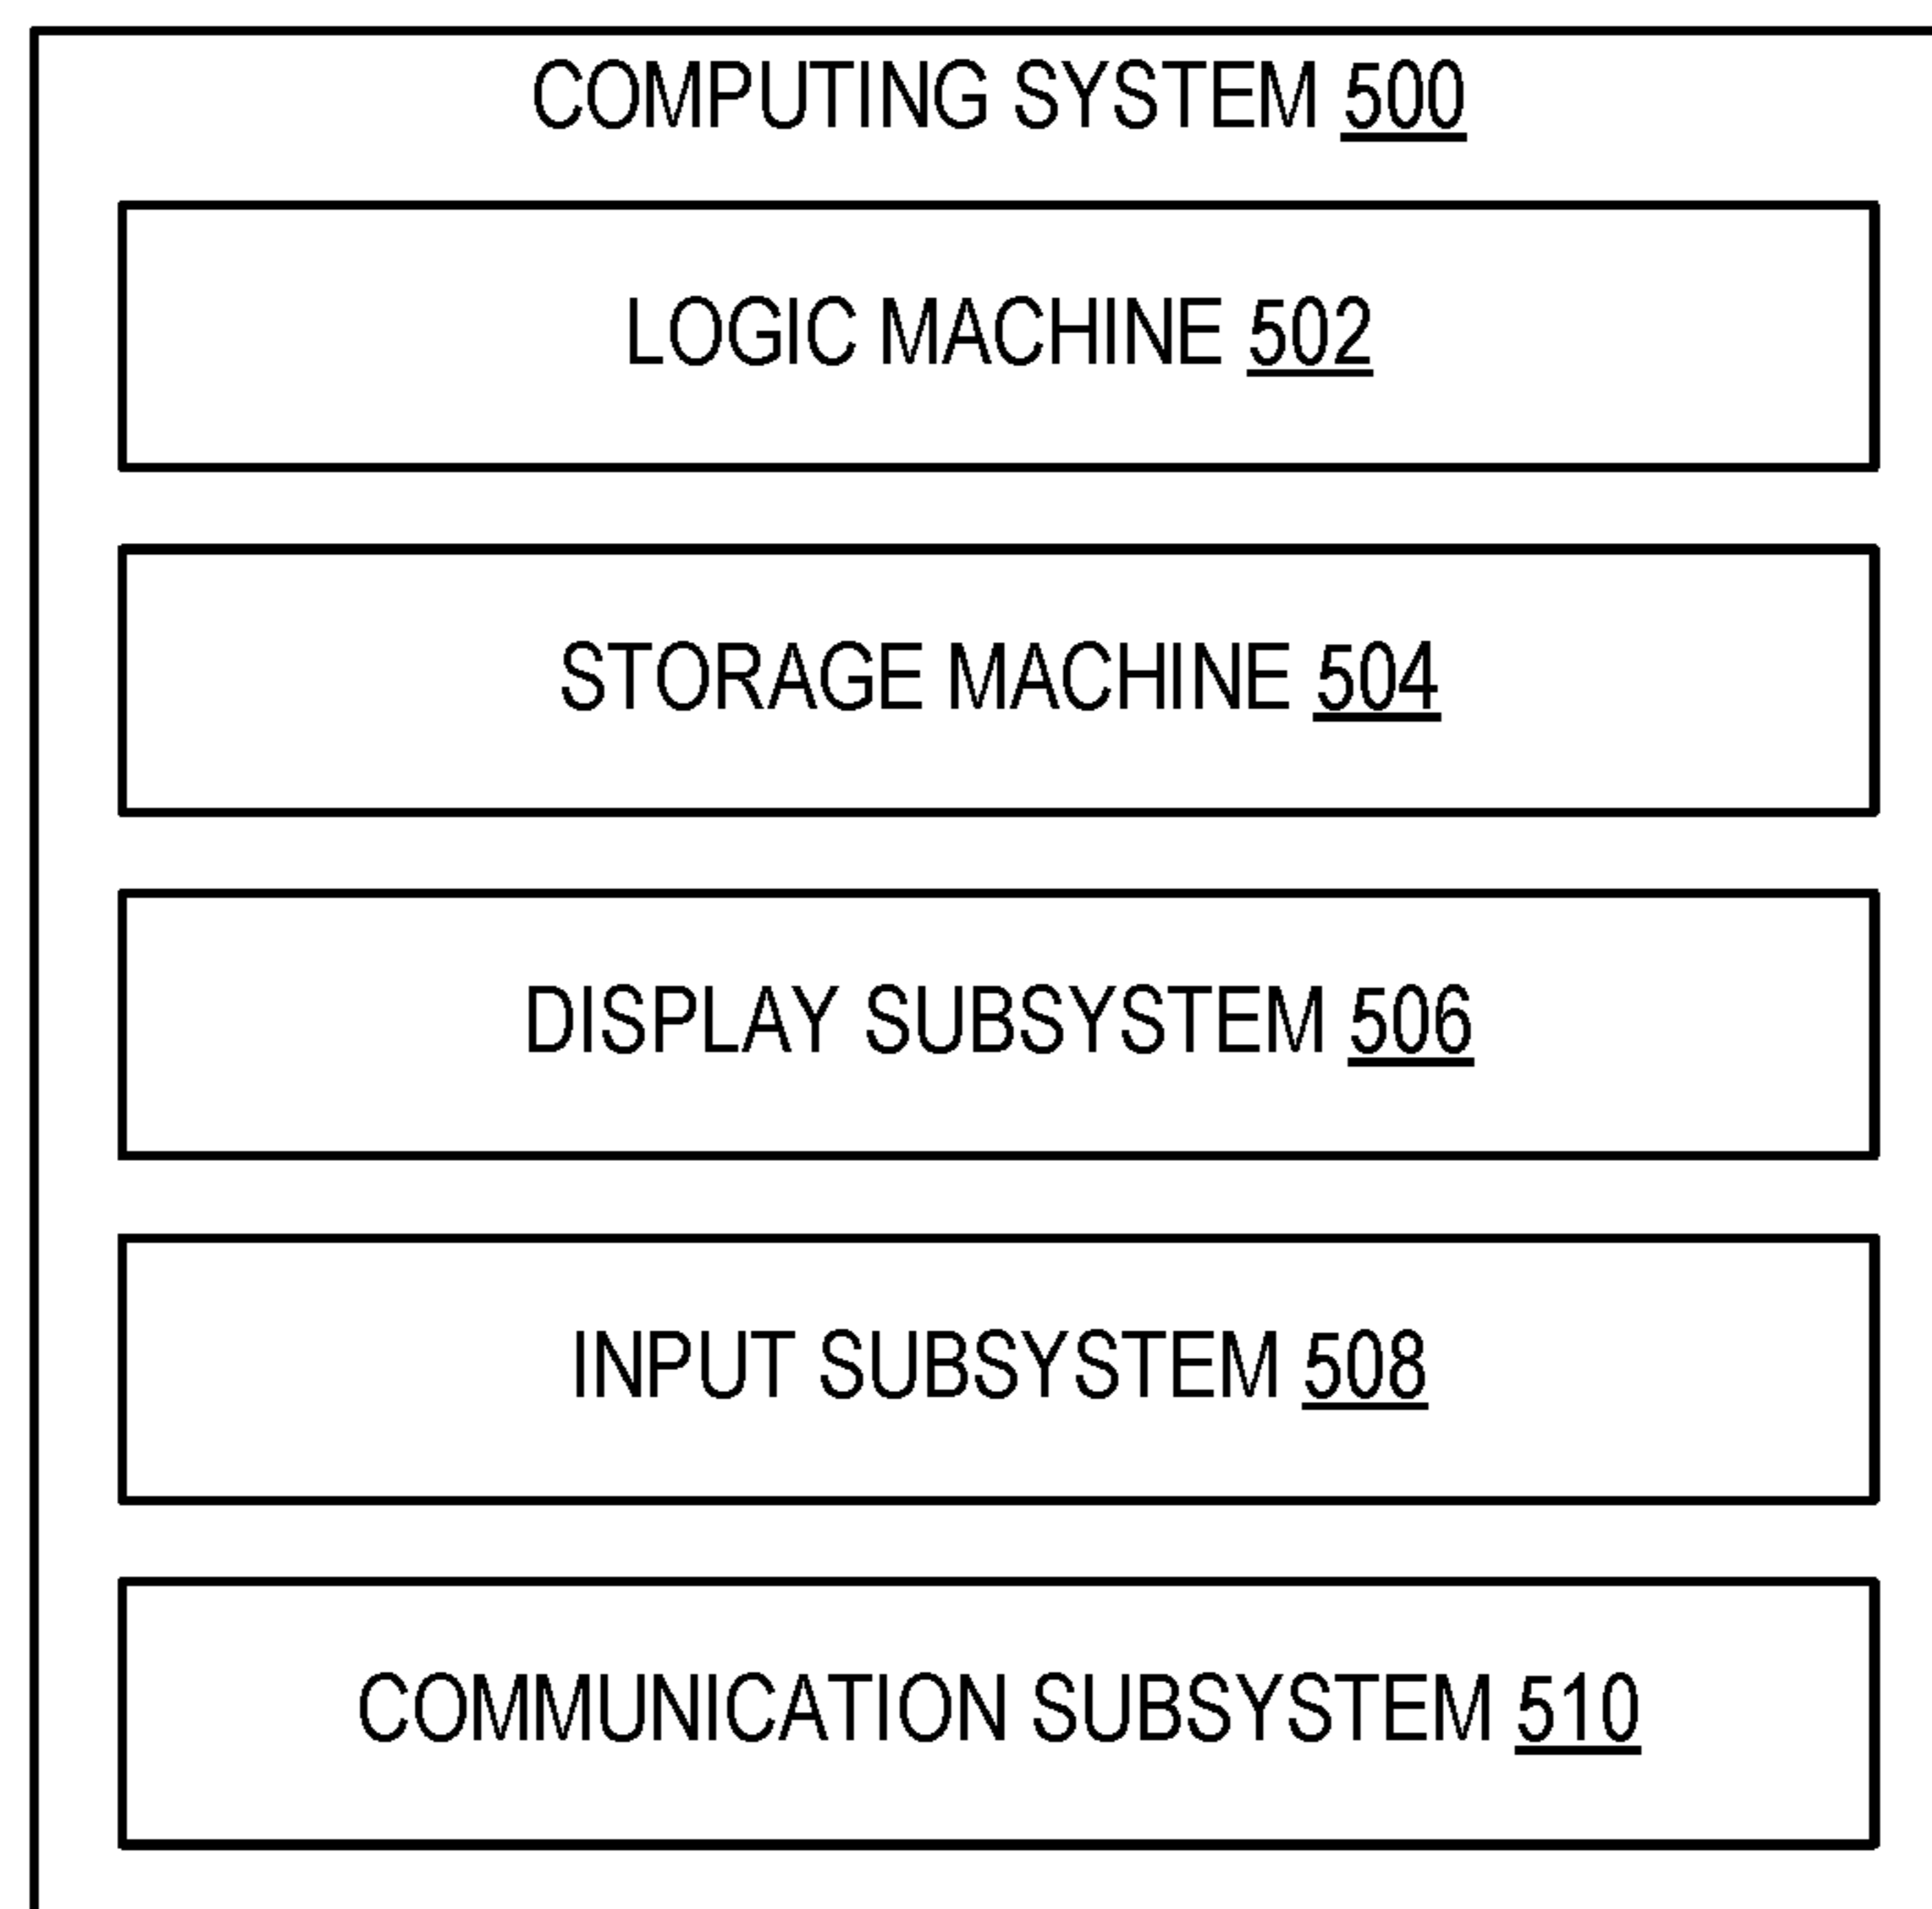 COMPUTING SYSTEM 500
LOGIC MACHINE 502
STORAGE MACHINE 504
DISPLAY SUBSYSTEM 506
INPUT SUBSYSTEM 508
COMMUNICATION SUBSYSTEM 510